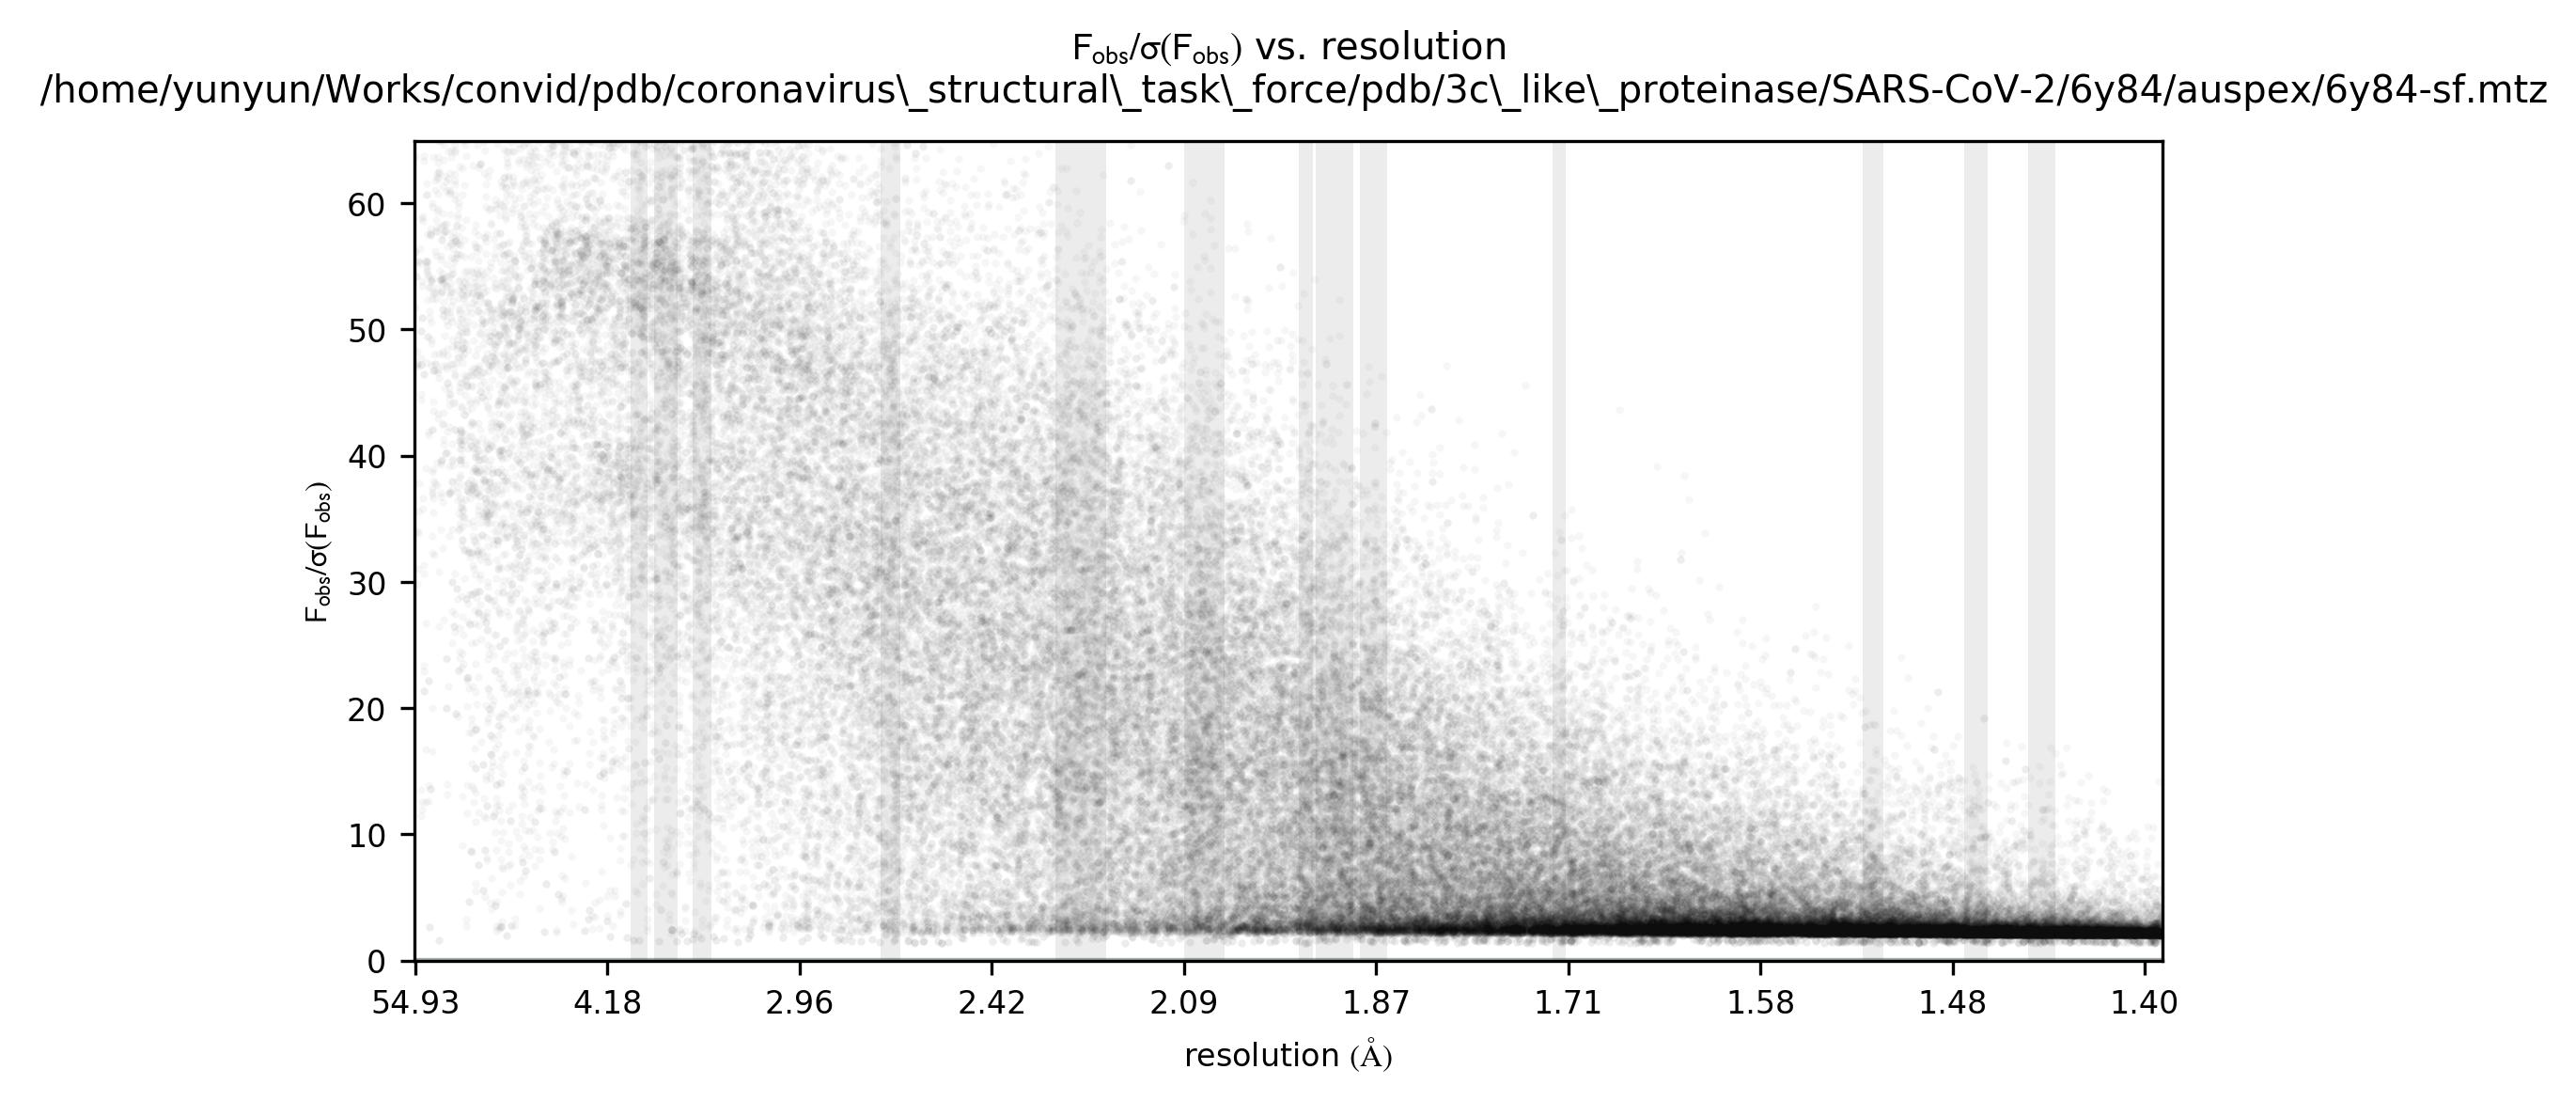 Fobs/σ(Fobs) vs. resolution
/home/yunyun/Works/convid/pdb/coronavirus\_structural\_task\_force/pdb/3c\_like\_proteinase/SARS-CoV-2/6y84/auspex/6y84-sf.mtz
60
50
40
30
20
10
0
Fobs/σ(Fobs)
54.93 4.18 2.96 2.42 2.09 1.87 1.71 1.58 1.48 1.40
resolution (Å)